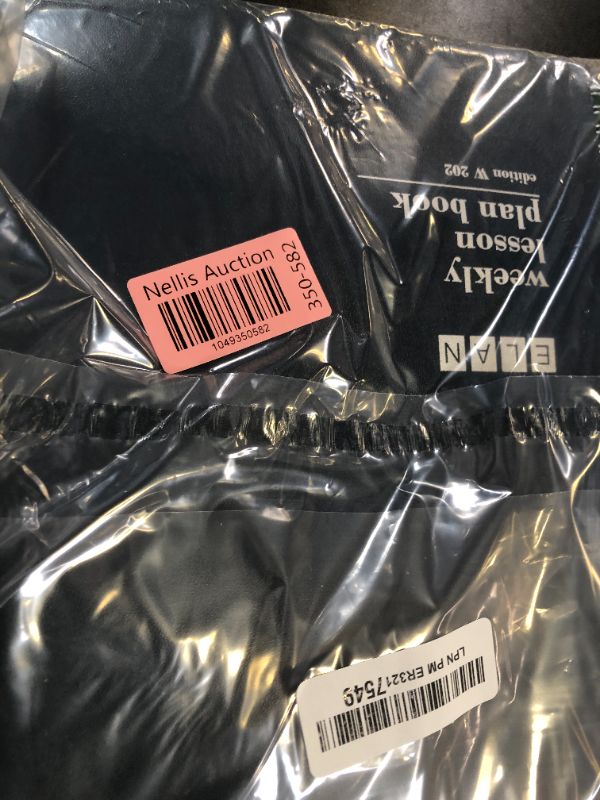 ELAN
weekly
lesson
plan book
edition W 202
Nellis Auction
350-582
1049350582
LPN PM ER3217549